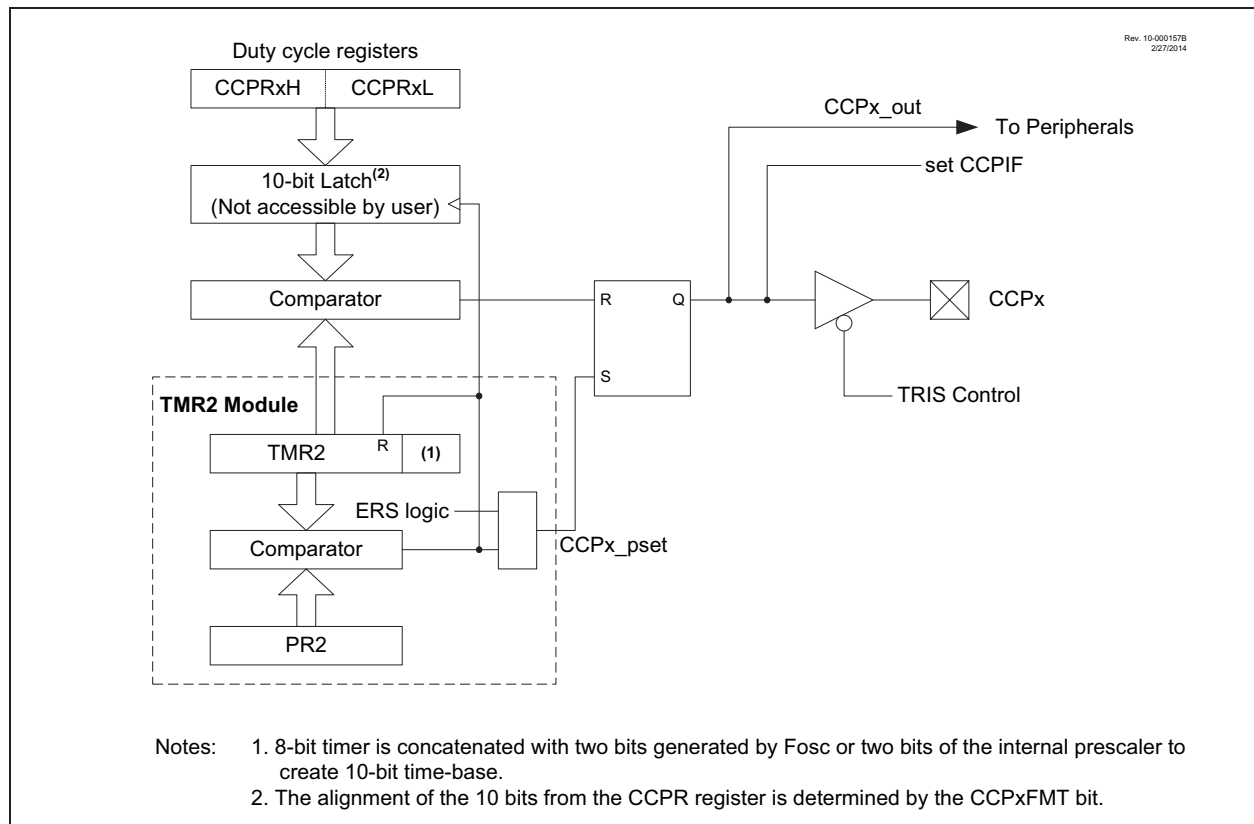 Rev. 10-000157B
2/27/2014
Duty cycle registers
CCPRxH CCPRxL
CCPx_out
To Peripherals
set CCPIF
10-bit Latch(2)
(Not accessible by user)
Comparator
R Q
S
CCPx
TRIS Control
TMR2 Module
TMR2 R (1)
ERS logic
CCPx_pset
Comparator
PR2
Notes: 1. 8-bit timer is concatenated with two bits generated by Fosc or two bits of the internal prescaler to
create 10-bit time-base.
2. The alignment of the 10 bits from the CCPR register is determined by the CCPxFMT bit.